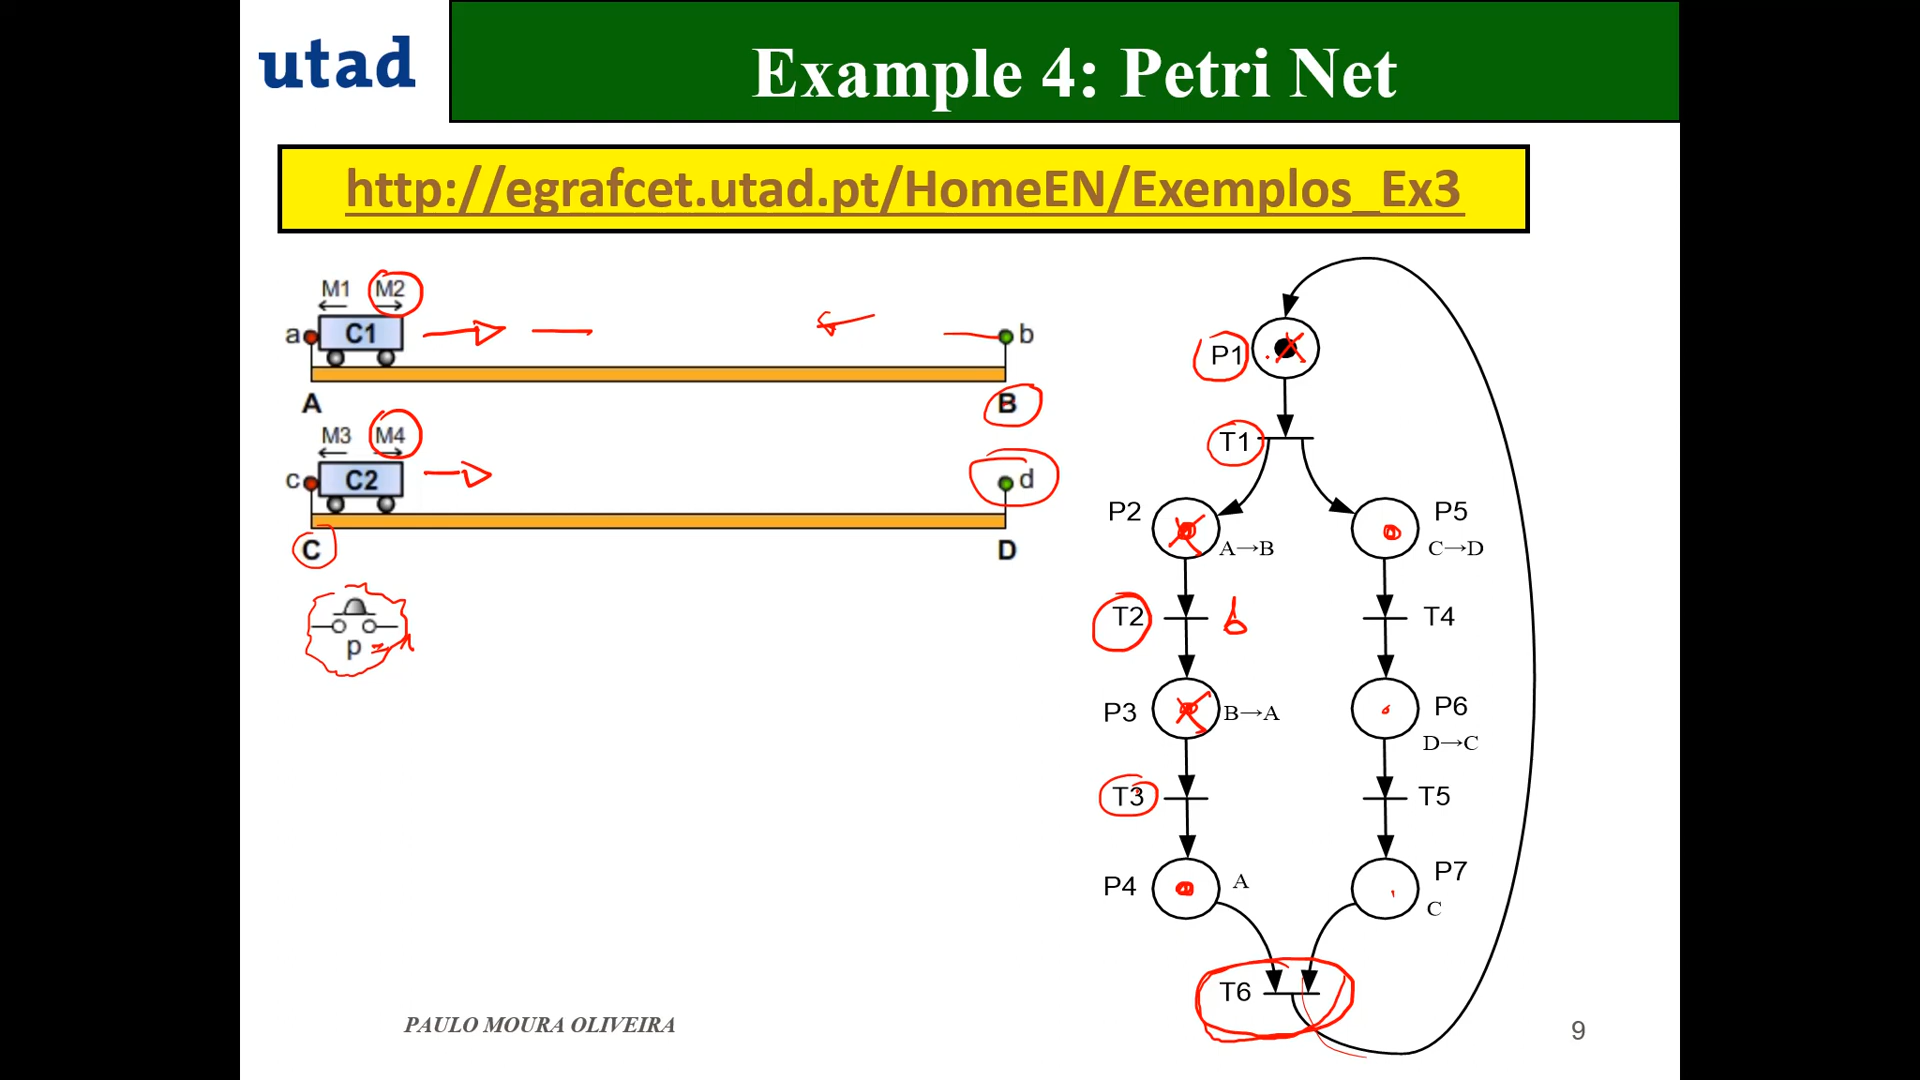 utad
Example 4: Petri Net
http://egrafcet.utad.pt/HomeEN/Exemplos_Ex3
M1 M2
a C1 b
A B
M3 M4
c C2 d
C D
p = 1
P1
T1
P2 P5
A→B C→D
T2 b T4
P3 B→A P6
D→C
T3 T5
P4 A P7
C
T6
PAULO MOURA OLIVEIRA
9